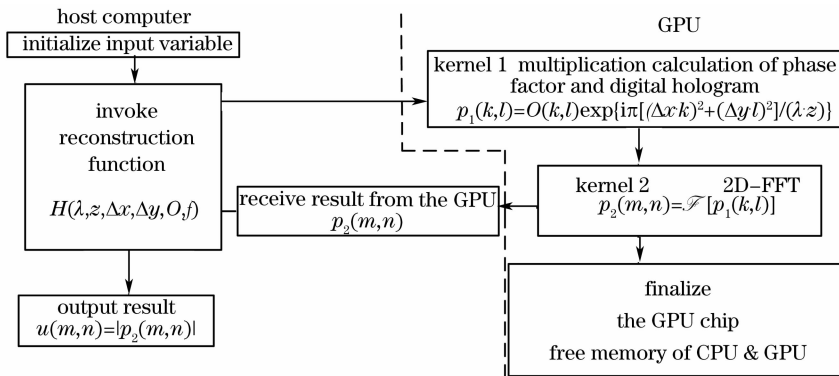 host computer
initialize input variable
invoke
reconstruction
function
H(λ,z,Δx,Δy,O,f)
output result
u(m,n)=|p₂(m,n)|
receive result from the GPU
p₂(m,n)
GPU
kernel 1 multiplication calculation of phase
factor and digital hologram
p₁(k,l)=O(k,l)exp{iπ[(Δx·k)²+(Δy·l)²]/(λ·z)}
kernel 2 2D-FFT
p₂(m,n)=ℱ[p₁(k,l)]
finalize
the GPU chip
free memory of CPU & GPU